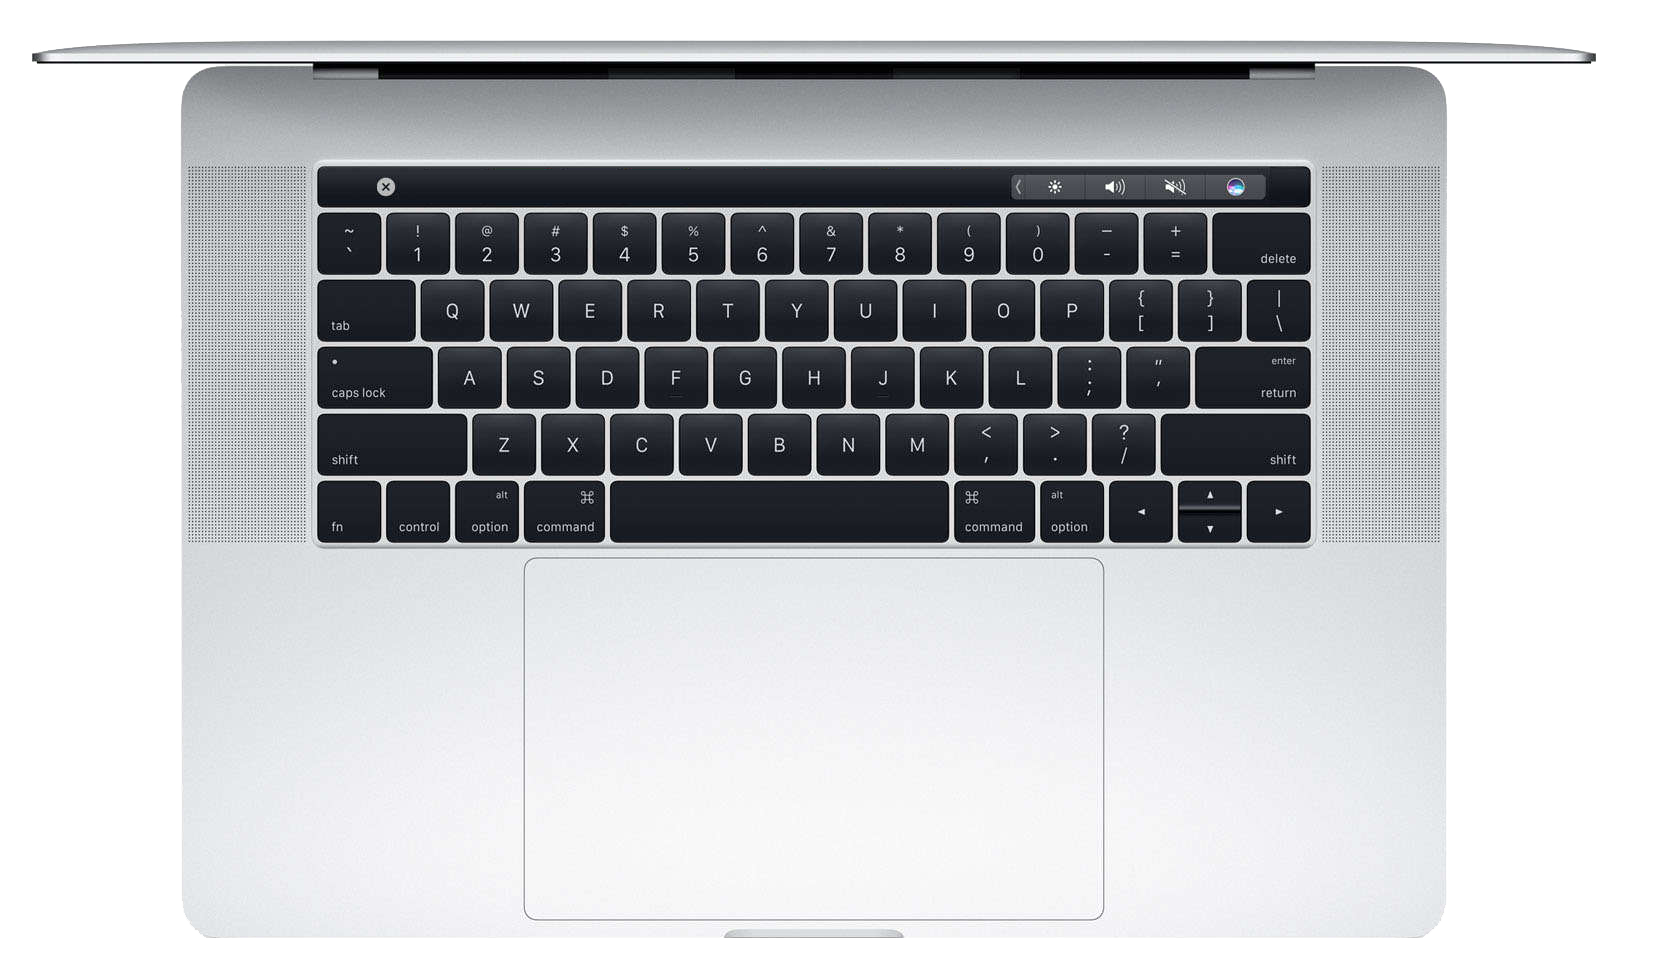 ~ ! @ # $ % ^ & * ( ) — +
` 1 2 3 4 5 6 7 8 9 0 - = delete
tab Q W E R T Y U I O P { [ } ] | \
caps lock A S D F G H J K L : ; " ' enter return
shift Z X C V B N M < , > . ? / shift
fn control alt option ⌘ command ⌘ command alt option ◄ ▲ ▼ ►